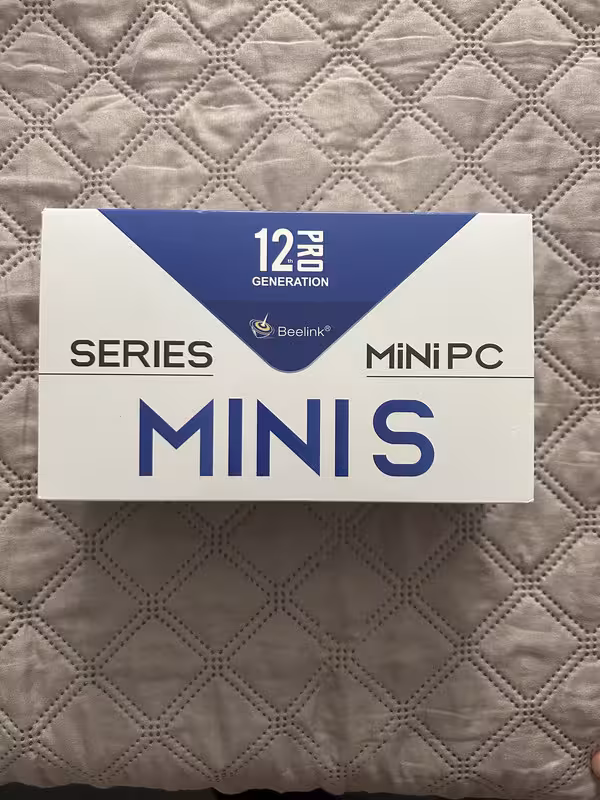 12th PRO
GENERATION
Beelink®
SERIES
MiNi PC
MINI S